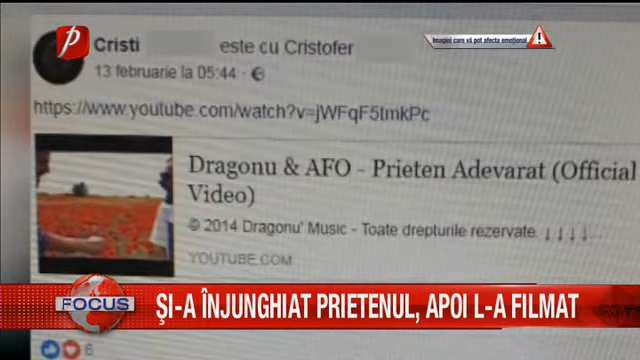 p
Cristi este cu Cristofer
Imagini care vă pot afecta emoțional
13 februarie la 05:44
https://www.youtube.com/watch?v=jWFqF5ImkPc
Dragonu & AFO - Prieten Adevarat (Official
Video)
© 2014 Dragonu' Music - Toate drepturile rezervate ↓↓↓↓...
YOUTUBE.COM
FOCUS
ŞI-A ÎNJUNGHIAT PRIETENUL, APOI L-A FILMAT
6